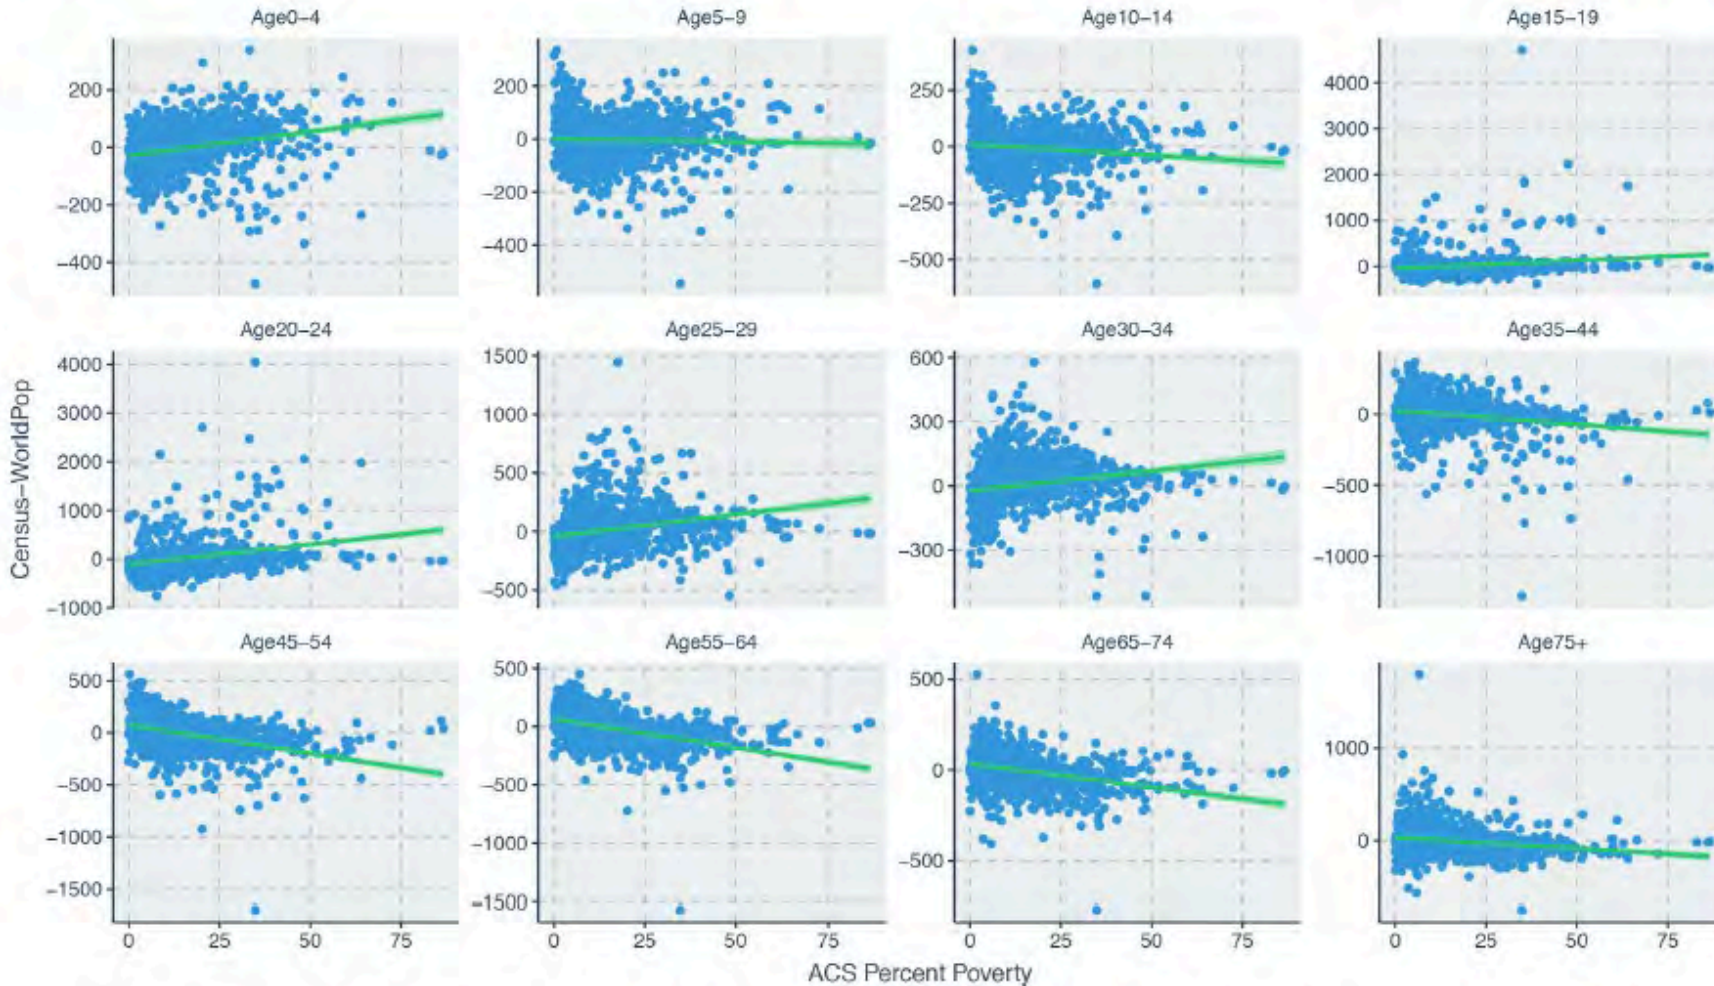 Age0-4 Age5-9 Age10-14 Age15-19
200 200 250 4000
0 0 0 3000
-200 -200 -250 2000
-400 -400 -500 1000
0
Age20-24 Age25-29 Age30-34 Age35-44
4000 1500 600 0
3000 1000 300 -500
2000 500 0 -1000
1000 0 -300
0 -500
-1000
Census-WorldPop
Age45-54 Age55-64 Age65-74 Age75+
500 500 500 1000
0 0 0 0
-500 -500 -500
-1000 -1000
-1500 -1500
0 25 50 75 0 25 50 75 0 25 50 75 0 25 50 75
ACS Percent Poverty